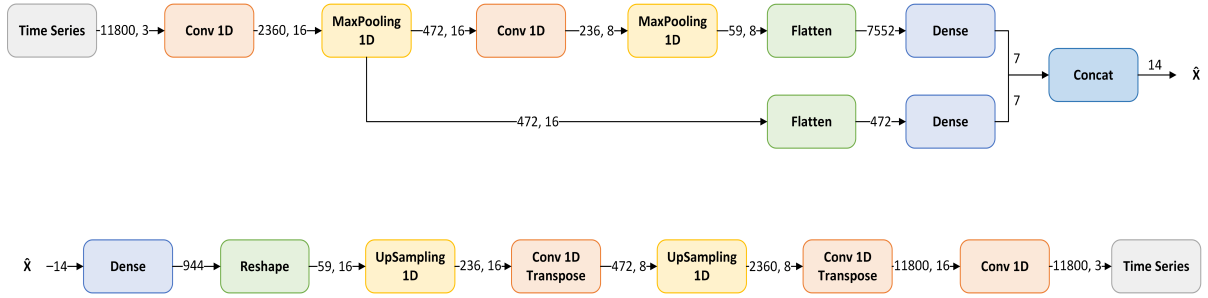 Time Series
11800, 3
Conv 1D
2360, 16
MaxPooling
1D
472, 16
Conv 1D
236, 8
MaxPooling
1D
59, 8
Flatten
7552
Dense
7
Concat
14
X̂
472, 16
Flatten
472
Dense
7
X̂
14
Dense
944
Reshape
59, 16
UpSampling
1D
236, 16
Conv 1D
Transpose
472, 8
UpSampling
1D
2360, 8
Conv 1D
Transpose
11800, 16
Conv 1D
11800, 3
Time Series